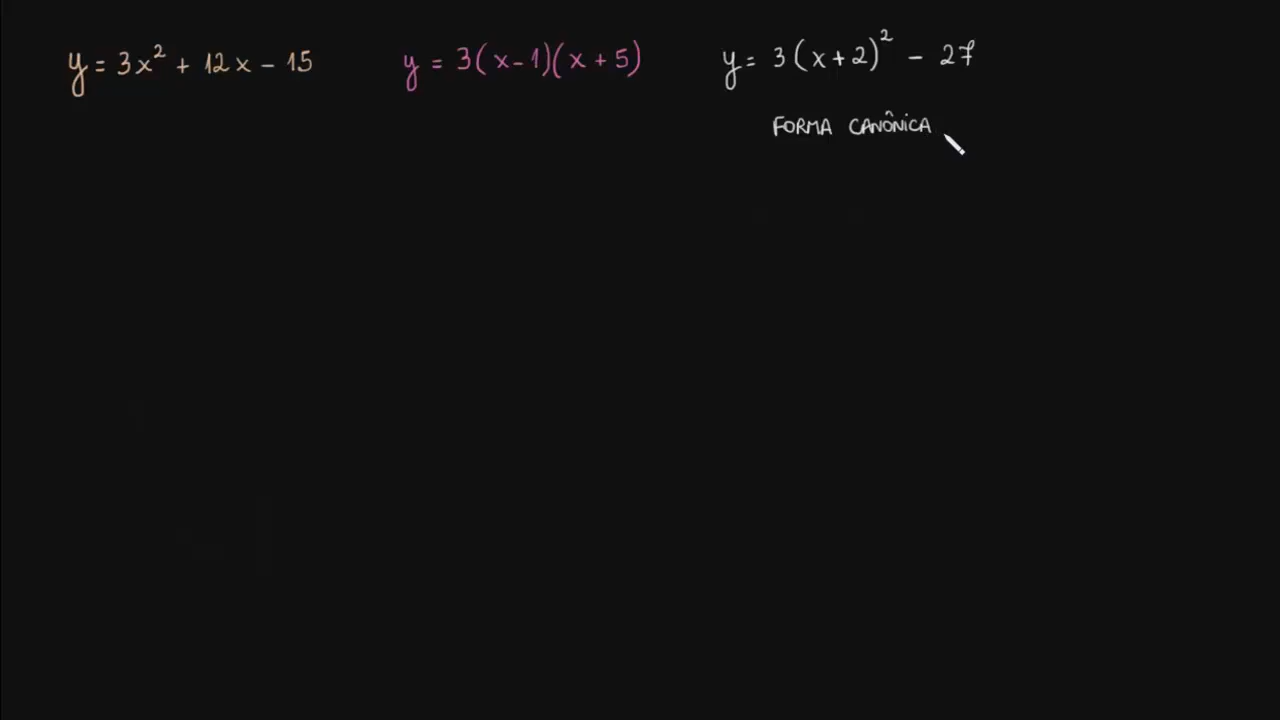 y = 3x² + 12x - 15
y = 3(x-1)(x+5)
y = 3(x+2)² - 27
FORMA CANÔNICA